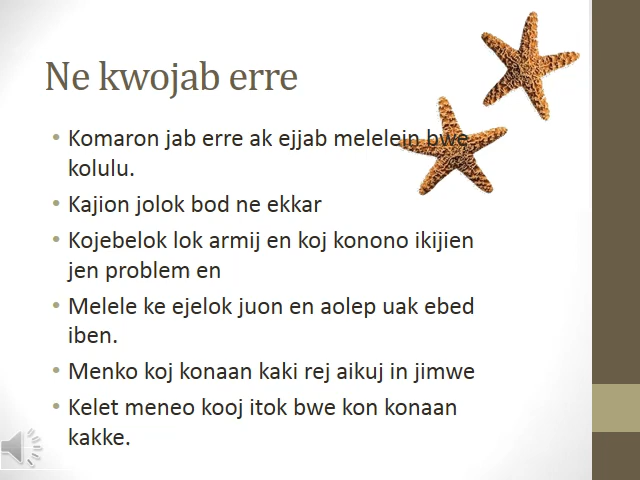 Ne kwojab erre
• Komaron jab erre ak ejjab melelein bwe
kolulu.
• Kajion jolok bod ne ekkar
• Kojebelok lok armij en koj konono ikijien
jen problem en
• Melele ke ejelok juon en aolep uak ebed
iben.
• Menko koj konaan kaki rej aikuj in jimwe
• Kelet meneo kooj itok bwe kon konaan
kakke.